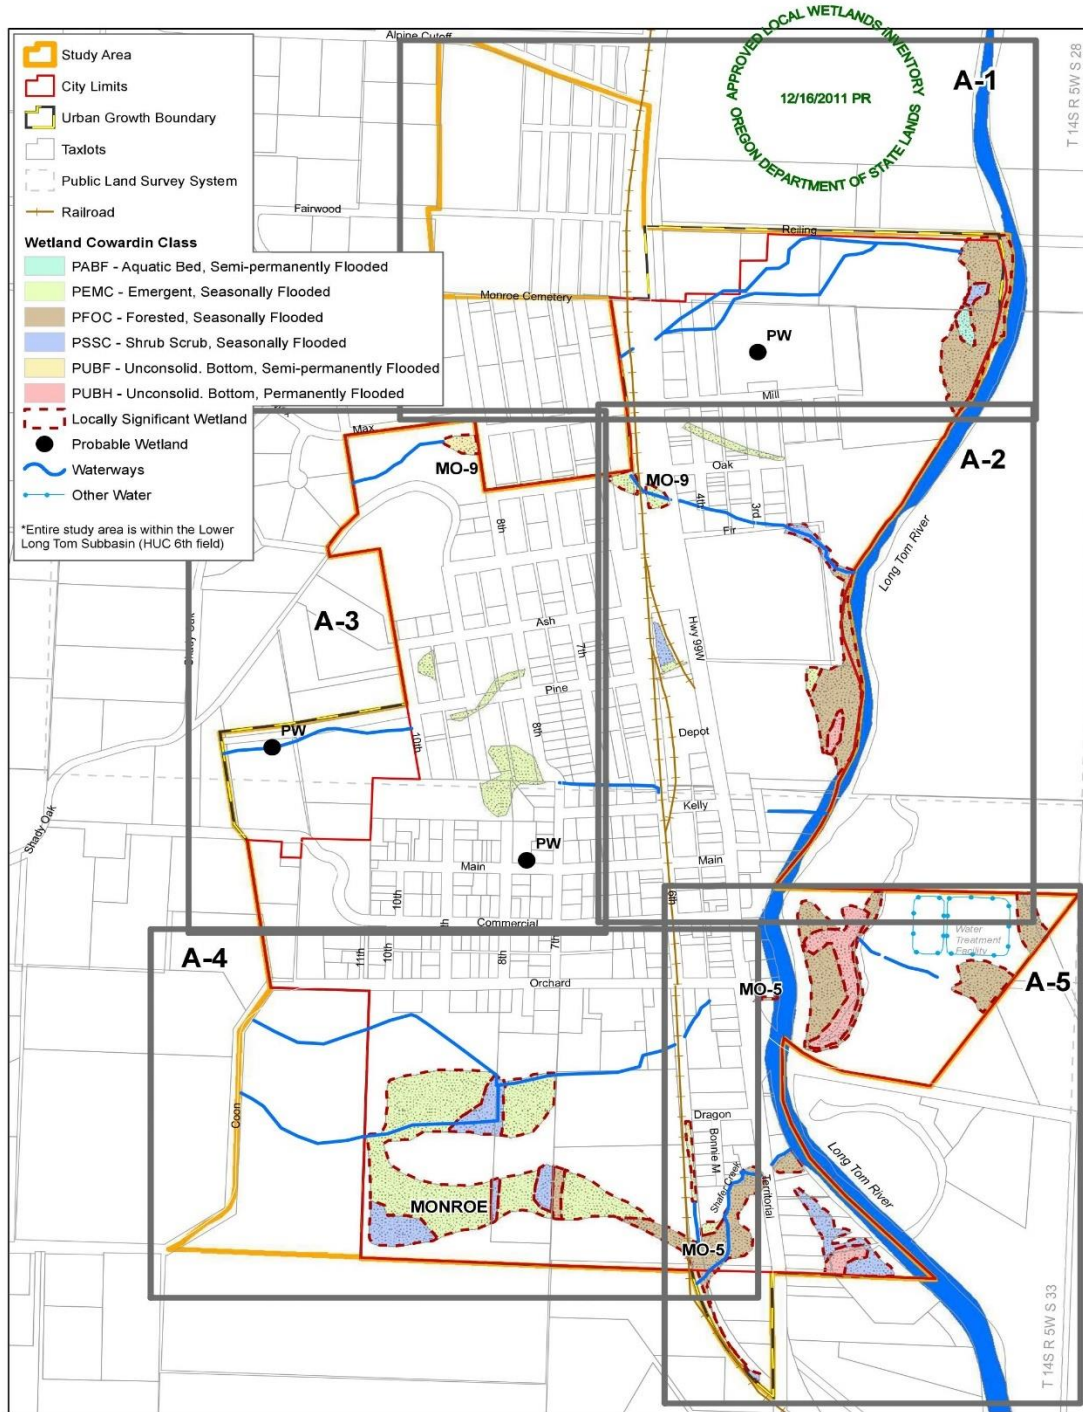 Study Area
City Limits
Urban Growth Boundary
Taxlots
Public Land Survey System
Railroad
Wetland Cowardin Class
PABF - Aquatic Bed, Semi-permanently Flooded
PEMC - Emergent, Seasonally Flooded
PFOC - Forested, Seasonally Flooded
PSSC - Shrub Scrub, Seasonally Flooded
PUBF - Unconsolid. Bottom, Semi-permanently Flooded
PUBH - Unconsolid. Bottom, Permanently Flooded
Locally Significant Wetland
Probable Wetland
Waterways
Other Water
*Entire study area is within the Lower
Long Tom Subbasin (HUC 6th field)
APPROVED LOCAL WETLANDS INVENTORY
12/16/2011 PR
OREGON DEPARTMENT OF STATE LANDS
Alpine Cutoff
A-1
T 14S R 5W S 28
Fairwood
Reiling
Monroe Cemetery
PW
Mill
Max
MO-9
A-2
Oak
MO-9
4th
3rd
Fir
8th
Long Tom River
A-3
Ash
7th
Hwy 99W
Shady Oak
Pine
8th
PW
10th
Depot
Kelly
Shady Oak
PW
Main
Main
10th
6th
Commercial
Water
Treatment
Facility
7th
11th
10th
8th
A-4
Orchard
MO-5
A-5
Coon
Dragon
Bonnie M
Shafer Creek
Territorial
Long Tom River
MONROE
MO-5
T 14S R 5W S 33